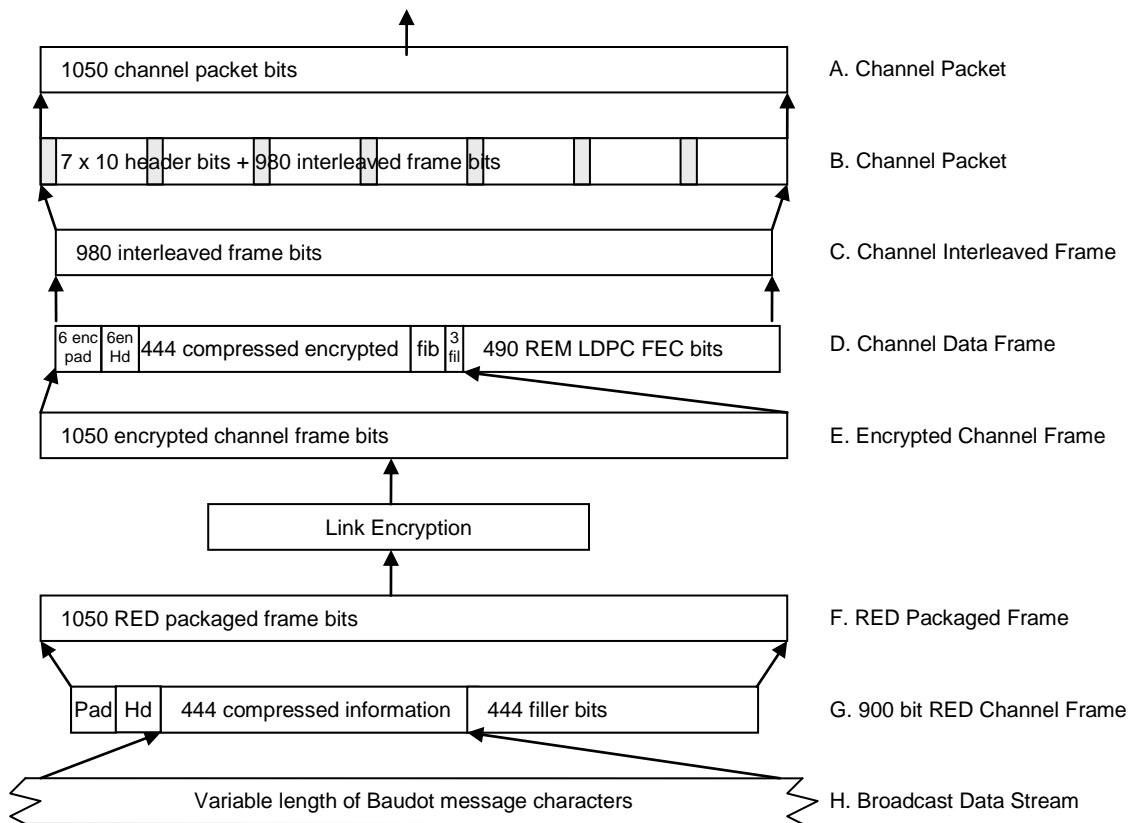 1050 channel packet bits
A. Channel Packet
7 x 10 header bits + 980 interleaved frame bits
B. Channel Packet
980 interleaved frame bits
C. Channel Interleaved Frame
6 enc
pad
6en
Hd
444 compressed encrypted
fib
3
fil
490 REM LDPC FEC bits
D. Channel Data Frame
1050 encrypted channel frame bits
E. Encrypted Channel Frame
Link Encryption
1050 RED packaged frame bits
F. RED Packaged Frame
Pad
Hd
444 compressed information
444 filler bits
G. 900 bit RED Channel Frame
Variable length of Baudot message characters
H. Broadcast Data Stream